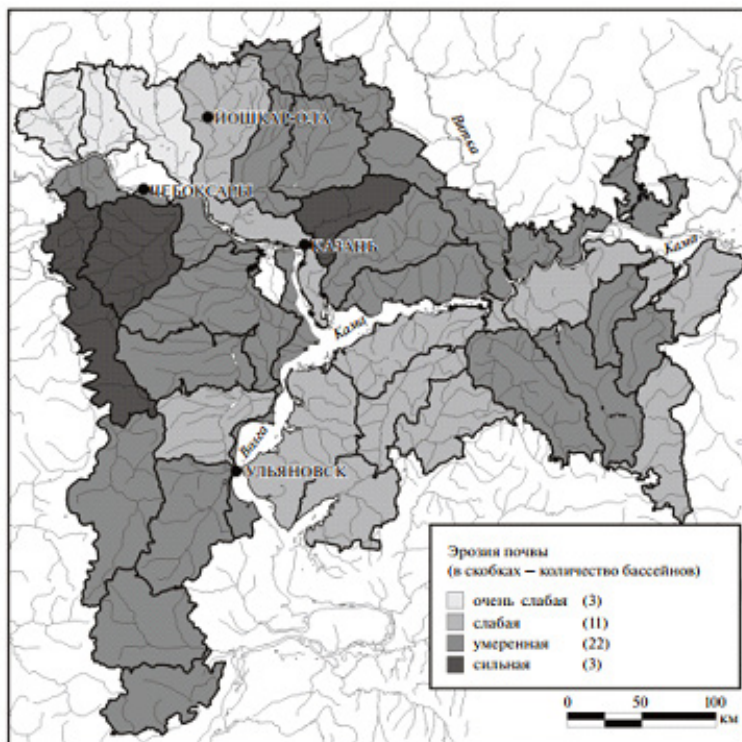 ЙОШКАР-ОЛА
Вятка
ЧЕБОКСАРЫ
КАЗАНЬ
Кама
Кама
Волга
УЛЬЯНОВСК
Эрозия почвы
(в скобках – количество бассейнов)
очень слабая (3)
слабая (11)
умеренная (22)
сильная (3)
0 50 100
км